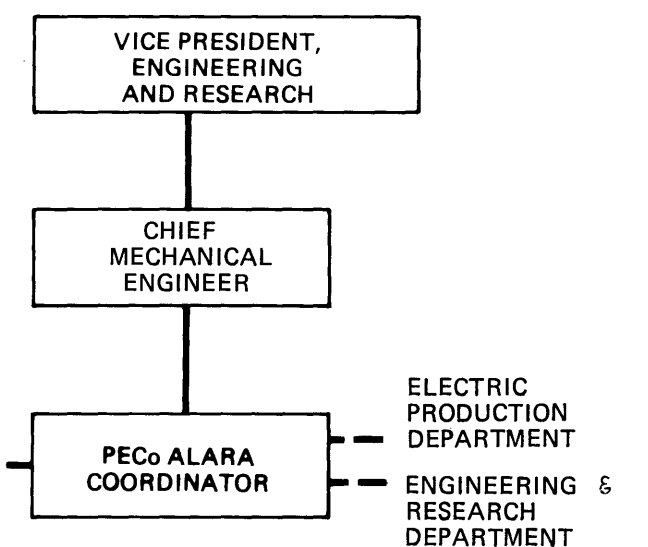 VICE PRESIDENT,
ENGINEERING
AND RESEARCH
CHIEF
MECHANICAL
ENGINEER
PECo ALARA
COORDINATOR
ELECTRIC
PRODUCTION
DEPARTMENT
ENGINEERING &
RESEARCH
DEPARTMENT